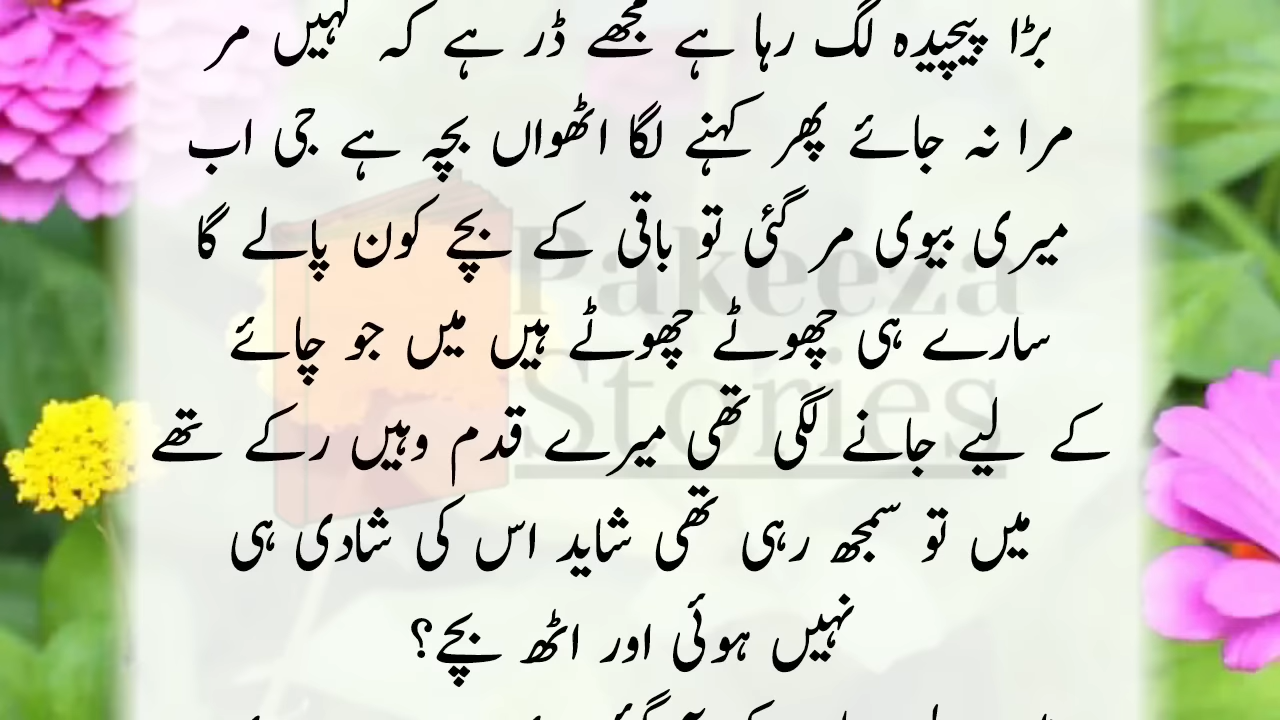 بڑا پیچیدہ لگ رہا ہے مجھے ڈر ہے کہ کہیں مر
مرا نہ جائے پھر کہنے لگا اٹھواں بچہ ہے جی اب
میری بیوی مر گئی تو باقی کے بچے کون پالے گا
سارے ہی چھوٹے چھوٹے ہیں میں جو چائے
کے لیے جانے لگی تھی میرے قدم وہیں رکے تھے
میں تو سمجھ رہی تھی شاید اس کی شادی ہی
نہیں ہوئی اور اٹھ بچے؟
Pakeeza
Stories